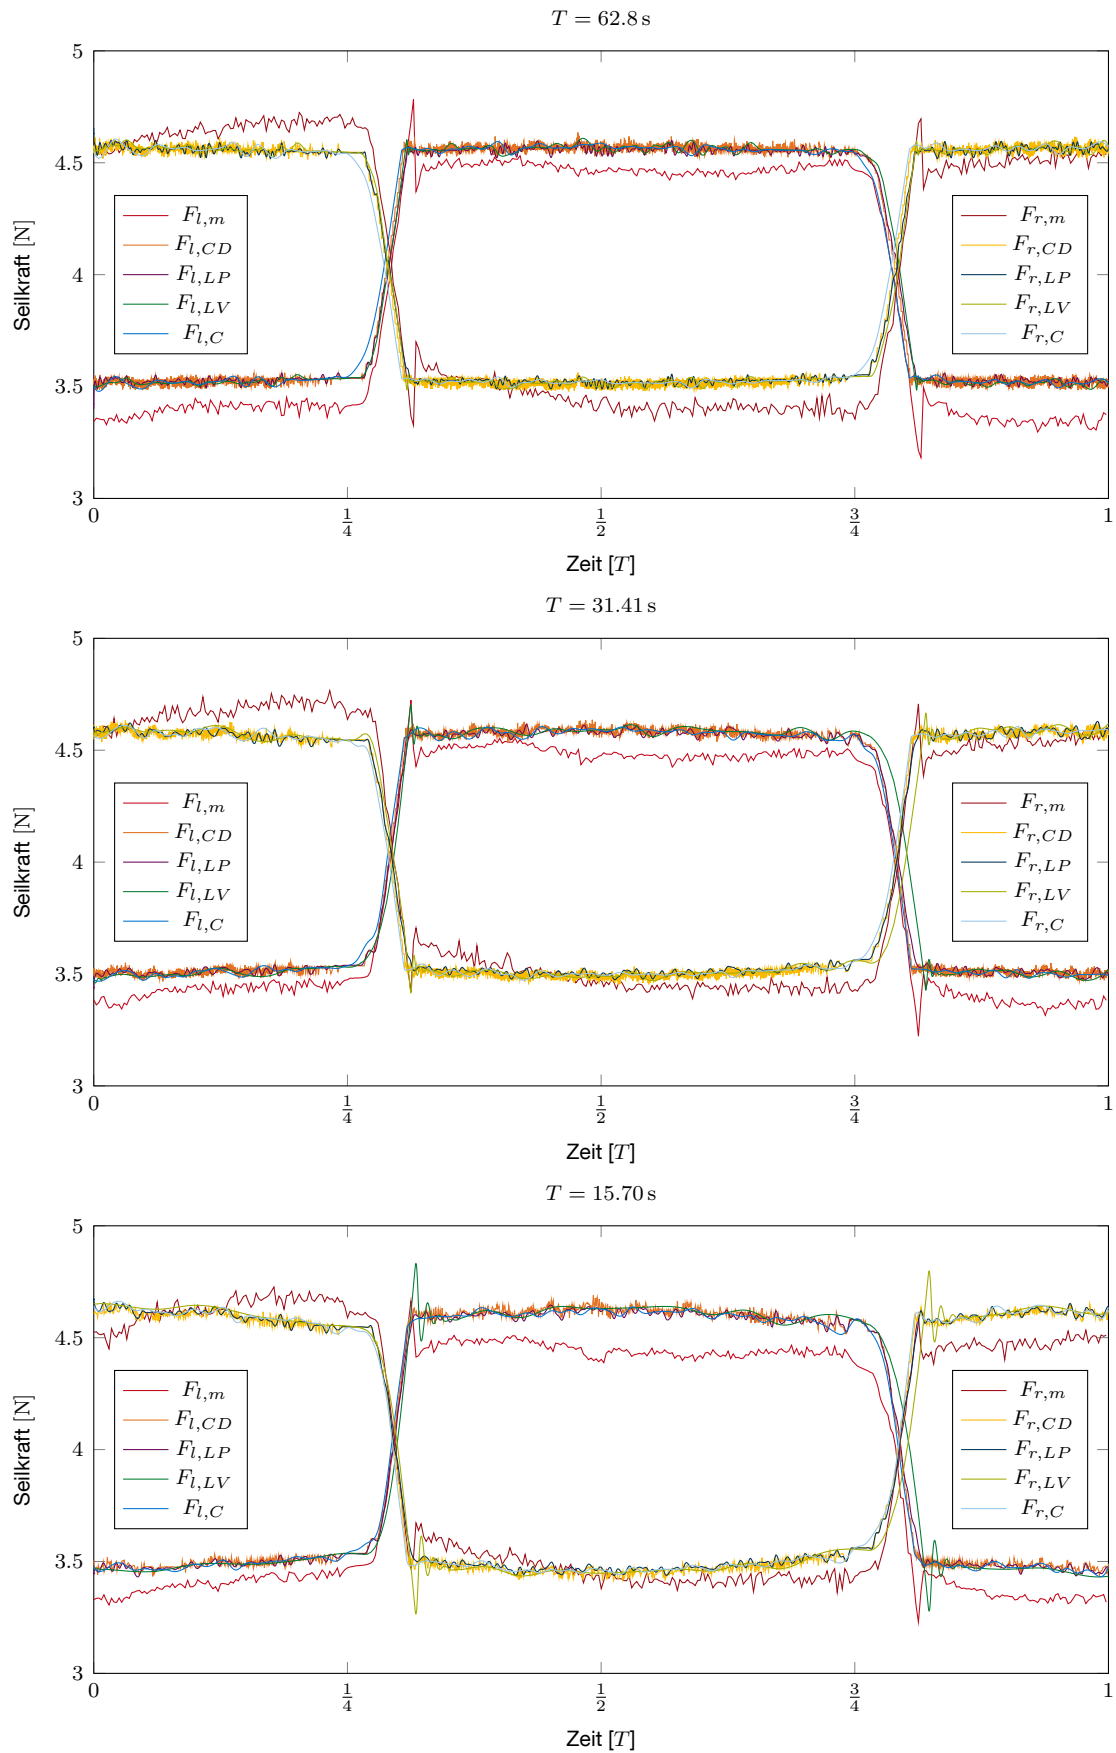 T = 62.8 s
5
4.5
4
3.5
3
Seilkraft [N]
F_{l,m}
F_{l,CD}
F_{l,LP}
F_{l,LV}
F_{l,C}
F_{r,m}
F_{r,CD}
F_{r,LP}
F_{r,LV}
F_{r,C}
0 1/4 1/2 3/4 1
Zeit [T]
T = 31.41 s
5
4.5
4
3.5
3
Seilkraft [N]
F_{l,m}
F_{l,CD}
F_{l,LP}
F_{l,LV}
F_{l,C}
F_{r,m}
F_{r,CD}
F_{r,LP}
F_{r,LV}
F_{r,C}
0 1/4 1/2 3/4 1
Zeit [T]
T = 15.70 s
5
4.5
4
3.5
3
Seilkraft [N]
F_{l,m}
F_{l,CD}
F_{l,LP}
F_{l,LV}
F_{l,C}
F_{r,m}
F_{r,CD}
F_{r,LP}
F_{r,LV}
F_{r,C}
0 1/4 1/2 3/4 1
Zeit [T]